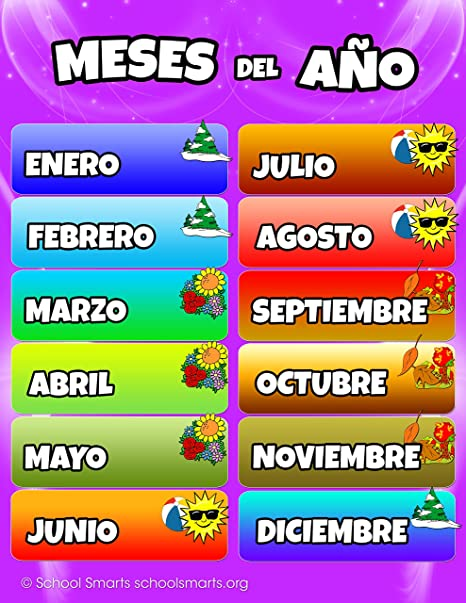 MESES DEL AÑO
ENERO
FEBRERO
MARZO
ABRIL
MAYO
JUNIO
JULIO
AGOSTO
SEPTIEMBRE
OCTUBRE
NOVIEMBRE
DICIEMBRE
© School Smarts schoolsmarts.org